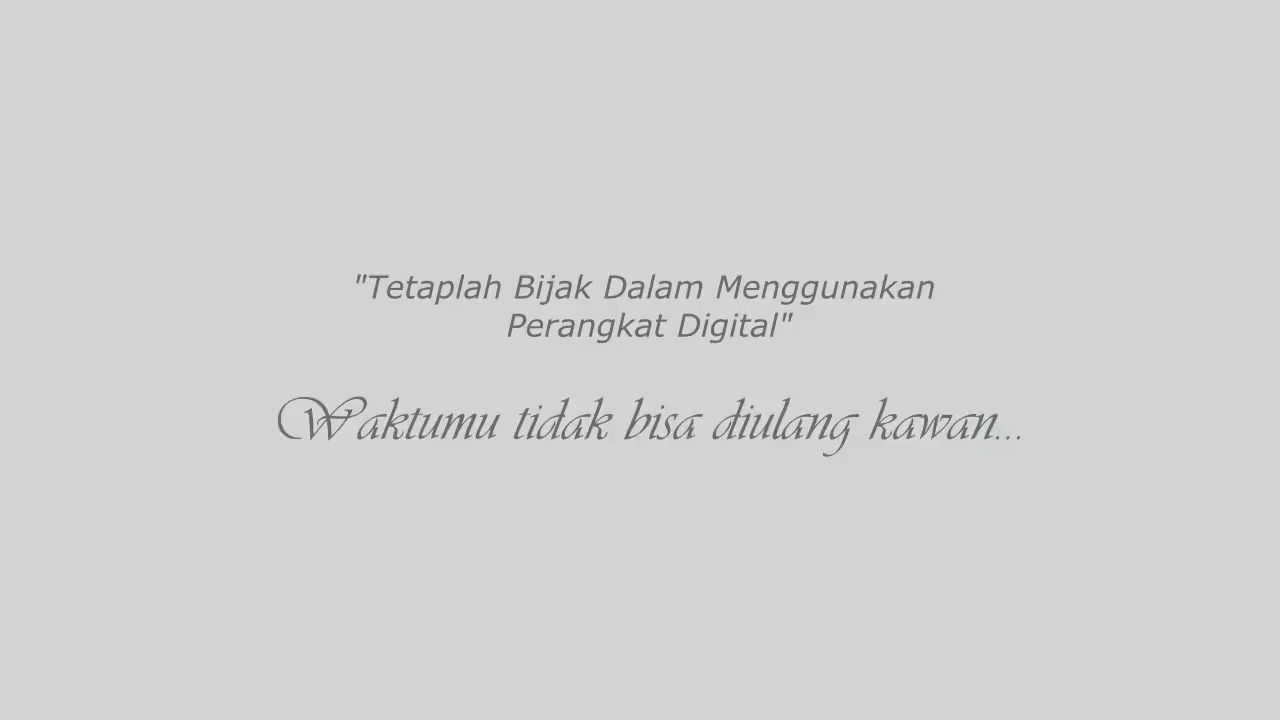 "Tetaplah Bijak Dalam Menggunakan
Perangkat Digital"
Waktumu tidak bisa diulang kawan...